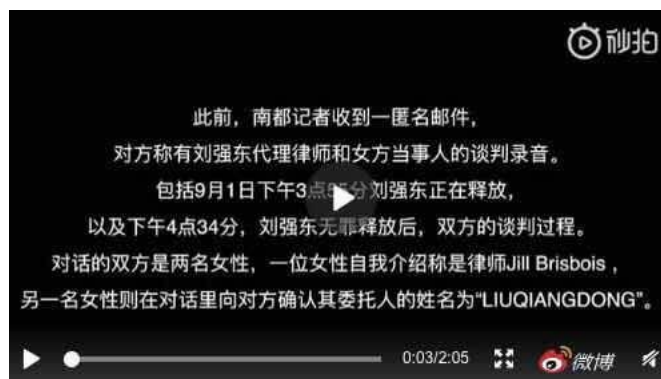 秒拍
此前，南都记者收到一匿名邮件，
对方称有刘强东代理律师和女方当事人的谈判录音。
包括9月1日下午3点55分刘强东正在释放，
以及下午4点34分，刘强东无罪释放后，双方的谈判过程。
对话的双方是两名女性，一位女性自我介绍称是律师Jill Brisbois，
另一名女性则在对话里向对方确认其委托人的姓名为“LIUQIANGDONG”。
0:03/2:05
微博